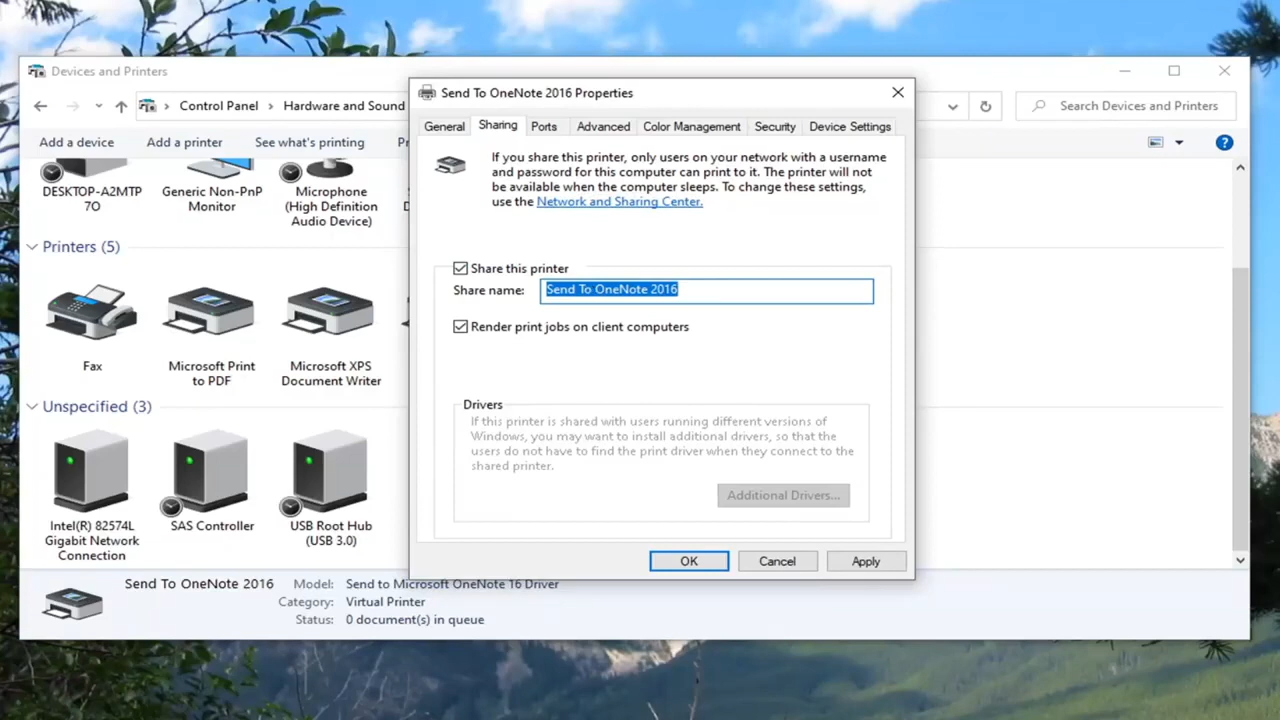 Devices and Printers
Control Panel
Hardware and Sound
Search Devices and Printers
Add a device
Add a printer
See what's printing
DESKTOP-A2MTP
7O
Generic Non-PnP
Monitor
Microphone
(High Definition
Audio Device)
Printers (5)
Fax
Microsoft Print
to PDF
Microsoft XPS
Document Writer
Unspecified (3)
Intel(R) 82574L
Gigabit Network
Connection
SAS Controller
USB Root Hub
(USB 3.0)
Send To OneNote 2016
Model: Send to Microsoft OneNote 16 Driver
Category: Virtual Printer
Status: 0 document(s) in queue
Send To OneNote 2016 Properties
General Sharing Ports Advanced Color Management Security Device Settings
If you share this printer, only users on your network with a username
and password for this computer can print to it. The printer will not
be available when the computer sleeps. To change these settings,
use the Network and Sharing Center.
Share this printer
Share name: Send To OneNote 2016
Render print jobs on client computers
Drivers
If this printer is shared with users running different versions of
Windows, you may want to install additional drivers, so that the
users do not have to find the print driver when they connect to the
shared printer.
Additional Drivers...
OK Cancel Apply